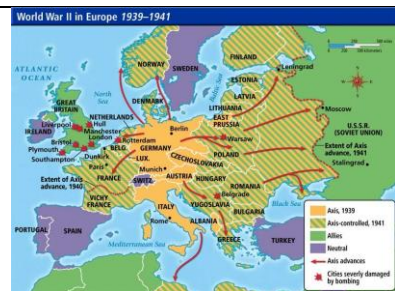 World War II in Europe 1939–1941
ATLANTIC
OCEAN
NORWAY
SWEDEN
FINLAND
Leningrad
ESTONIA
North
Sea
Baltic Sea
LATVIA
Moscow
DENMARK
LITHUANIA
GREAT
BRITAIN
IRELAND
Liverpool
Hull
Manchester
London
Bristol
Plymouth
Southampton
NETHERLANDS
Rotterdam
BELG.
Dunkirk
LUX.
Paris
Berlin
EAST
PRUSSIA
Warsaw
POLAND
GERMANY
U.S.S.R.
(SOVIET UNION)
Extent of Axis
advance, 1941
Stalingrad
CZECHOSLOVAKIA
Munich
Extent of Axis
advance, 1940
FRANCE
SWITZ.
AUSTRIA
HUNGARY
ROMANIA
Belgrade
VICHY
FRANCE
YUGOSLAVIA
BULGARIA
Black Sea
ITALY
Rome
ALBANIA
PORTUGAL
SPAIN
GREECE
TURKEY
Mediterranean Sea
Axis, 1939
Axis-controlled, 1941
Allies
Neutral
Axis advances
Cities severly damaged
by bombing